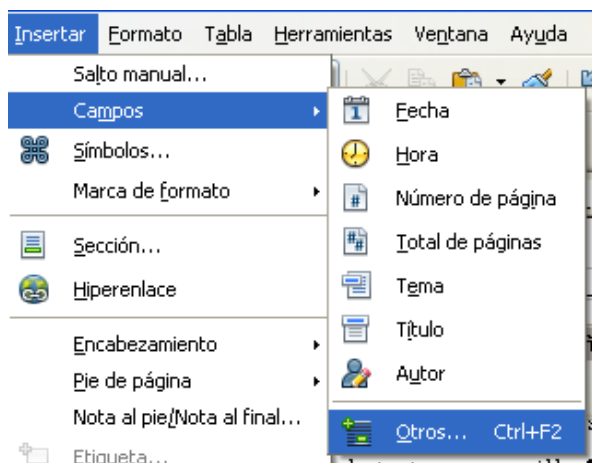 Insertar Formato Tabla Herramientas Ventana Ayuda
Salto manual...
Campos
Símbolos...
Marca de formato
Sección...
Hiperenlace
Encabezamiento
Pie de página
Nota al pie/Nota al final...
Etiqueta...
Fecha
Hora
Número de página
Total de páginas
Tema
Título
Autor
Otros... Ctrl+F2